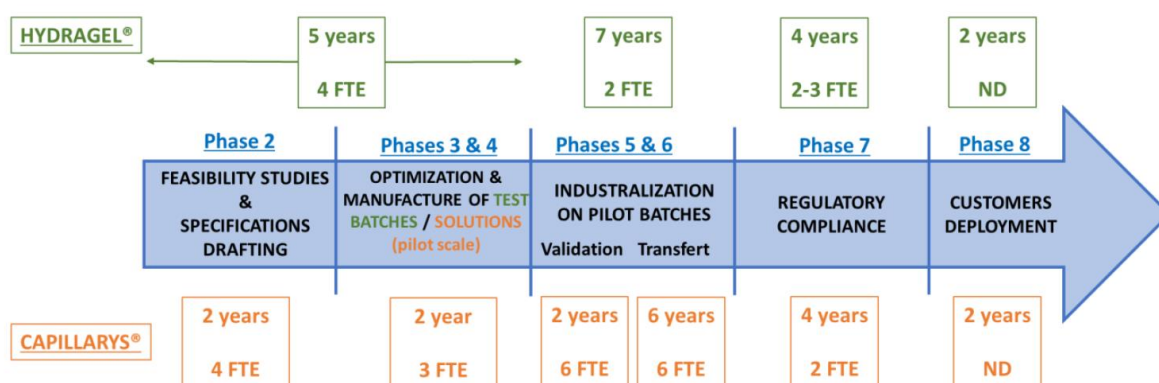 HYDRAGEL®
5 years
4 FTE
7 years
2 FTE
4 years
2-3 FTE
2 years
ND
Phase 2
Phases 3 & 4
Phases 5 & 6
Phase 7
Phase 8
FEASIBILITY STUDIES
&
SPECIFICATIONS
DRAFTING
OPTIMIZATION &
MANUFACTURE OF TEST
BATCHES / SOLUTIONS
(pilot scale)
INDUSTRALIZATION
ON PILOT BATCHES
Validation Transfert
REGULATORY
COMPLIANCE
CUSTOMERS
DEPLOYMENT
CAPILLARYS®
2 years
4 FTE
2 year
3 FTE
2 years
6 FTE
6 years
6 FTE
4 years
2 FTE
2 years
ND